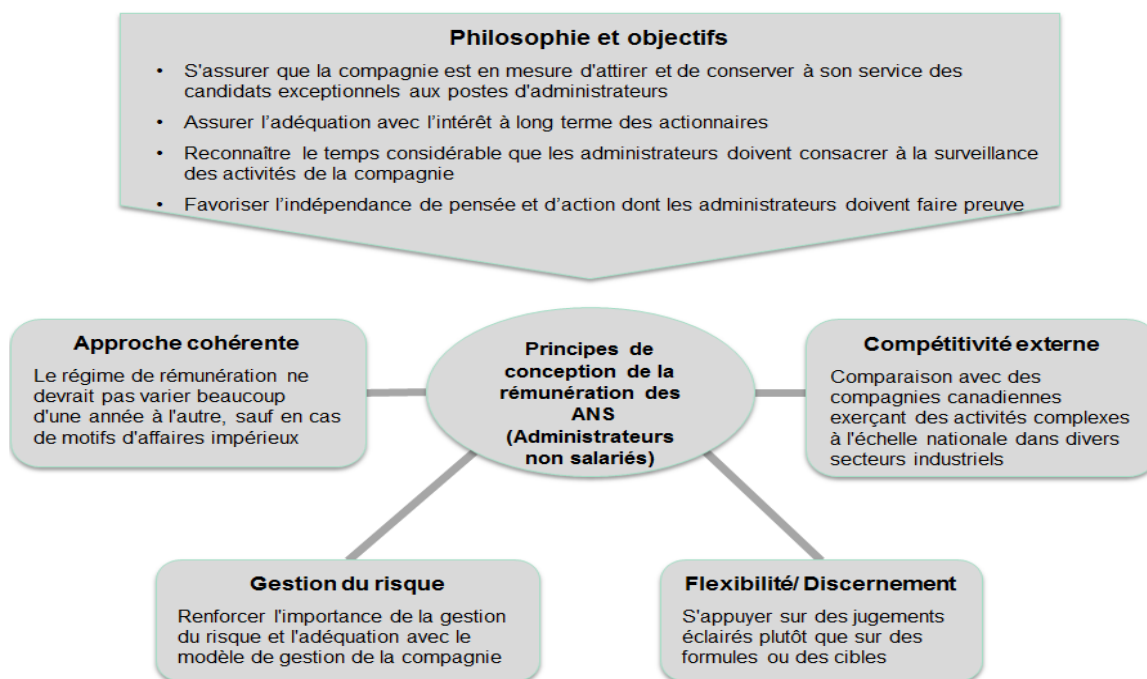 Philosophie et objectifs
• S'assurer que la compagnie est en mesure d'attirer et de conserver à son service des
candidats exceptionnels aux postes d'administrateurs
• Assurer l'adéquation avec l'intérêt à long terme des actionnaires
• Reconnaître le temps considérable que les administrateurs doivent consacrer à la surveillance
des activités de la compagnie
• Favoriser l'indépendance de pensée et d'action dont les administrateurs doivent faire preuve
Approche cohérente
Le régime de rémunération ne
devrait pas varier beaucoup
d'une année à l'autre, sauf en cas
de motifs d'affaires impérieux
Principes de
conception de la
rémunération des
ANS
(Administrateurs
non salariés)
Compétitivité externe
Comparaison avec des
compagnies canadiennes
exerçant des activités complexes
à l'échelle nationale dans divers
secteurs industriels
Gestion du risque
Renforcer l'importance de la gestion
du risque et l'adéquation avec le
modèle de gestion de la compagnie
Flexibilité/ Discernement
S'appuyer sur des jugements
éclairés plutôt que sur des
formules ou des cibles